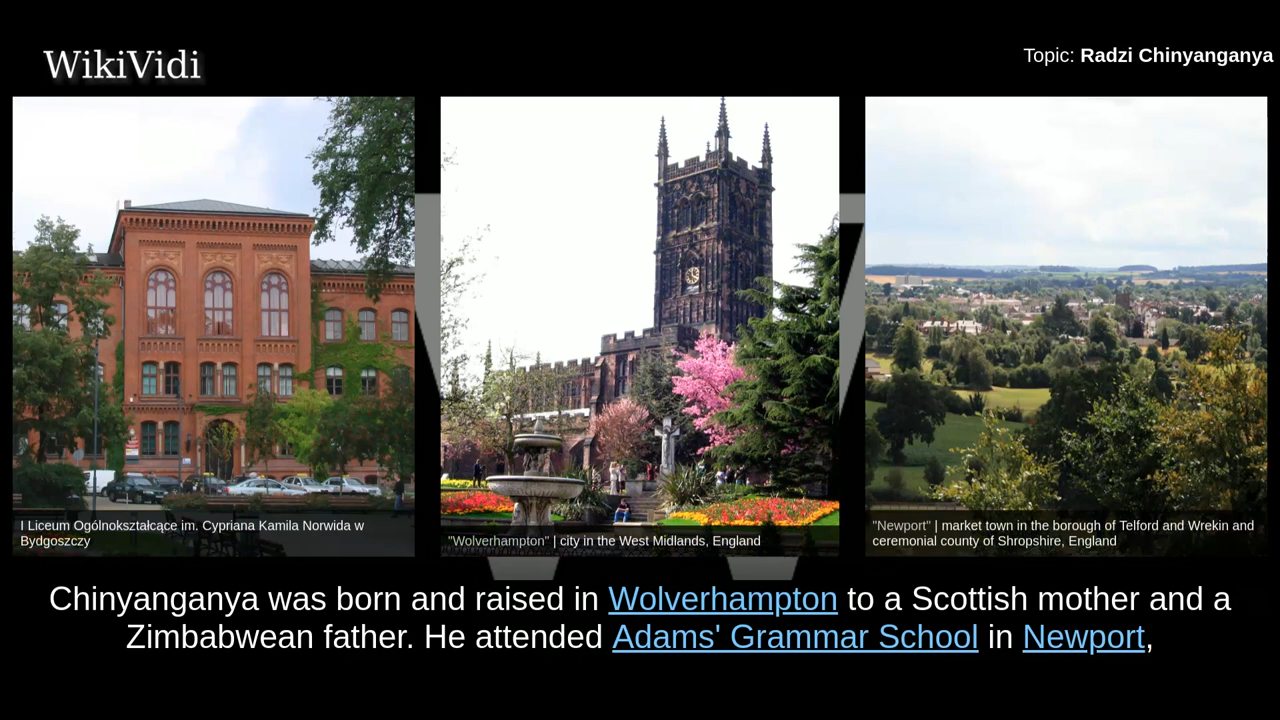 WikiVidi
Topic: Radzi Chinyanganya
I Liceum Ogólnokształcące im. Cypriana Kamila Norwida w
Bydgoszczy
"Wolverhampton" | city in the West Midlands, England
"Newport" | market town in the borough of Telford and Wrekin and
ceremonial county of Shropshire, England
Chinyanganya was born and raised in Wolverhampton to a Scottish mother and a
Zimbabwean father. He attended Adams' Grammar School in Newport,